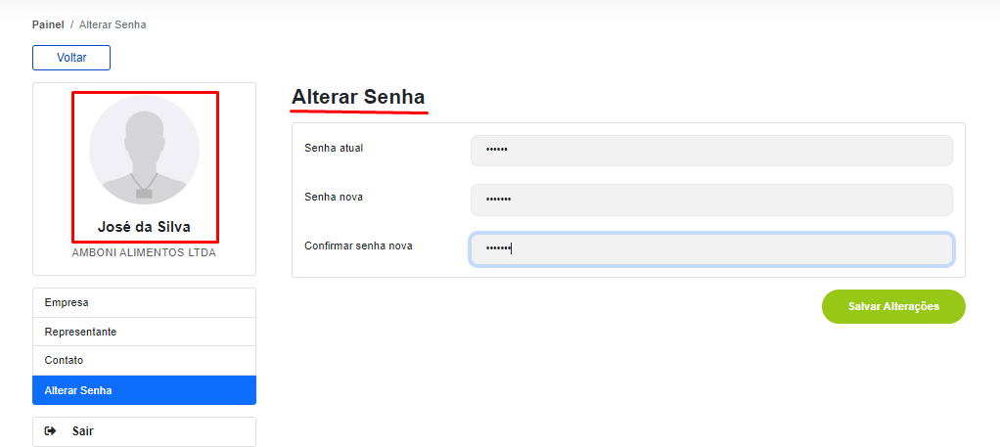 Painel / Alterar Senha
Voltar
José da Silva
AMBONI ALIMENTOS LTDA
Empresa
Representante
Contato
Alterar Senha
Sair
Alterar Senha
Senha atual ••••••
Senha nova •••••••
Confirmar senha nova •••••••
Salvar Alterações